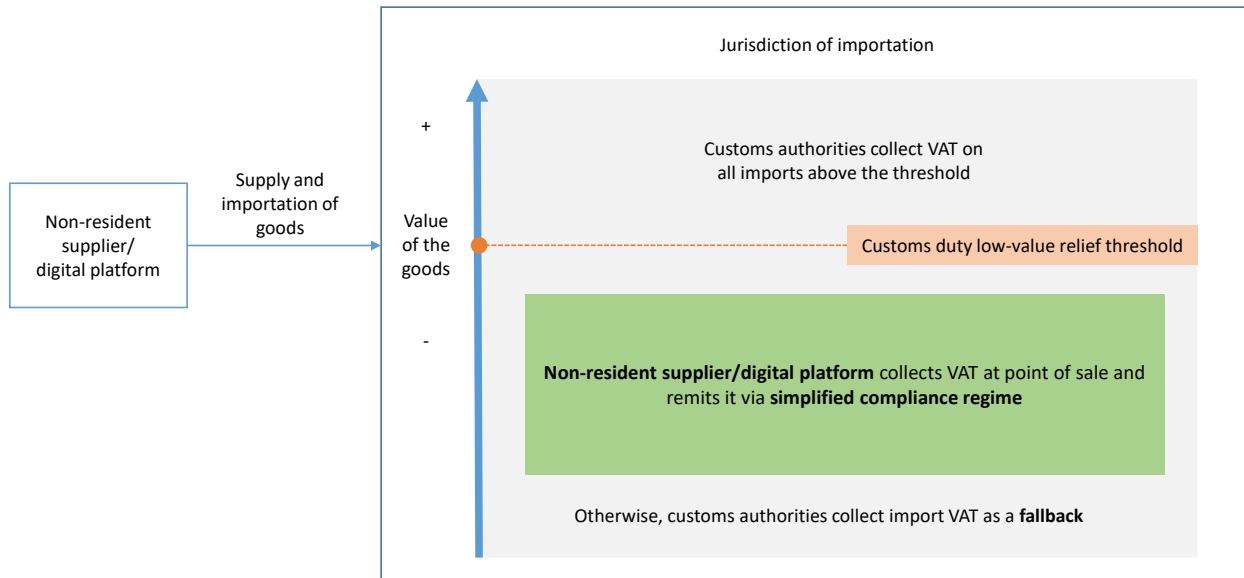 Jurisdiction of importation
+
Customs authorities collect VAT on
all imports above the threshold
Supply and
importation of
goods
Non-resident
supplier/
digital platform
Value
of the
goods
Customs duty low-value relief threshold
-
Non-resident supplier/digital platform collects VAT at point of sale and
remits it via simplified compliance regime
Otherwise, customs authorities collect import VAT as a fallback